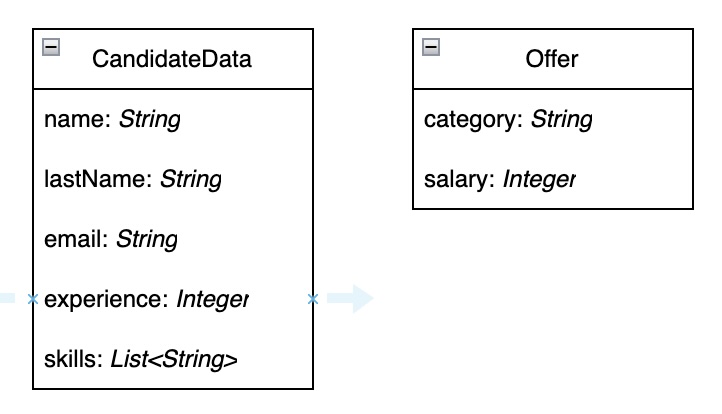 CandidateData
name: String
lastName: String
email: String
experience: Integer
skills: List<String>
Offer
category: String
salary: Integer